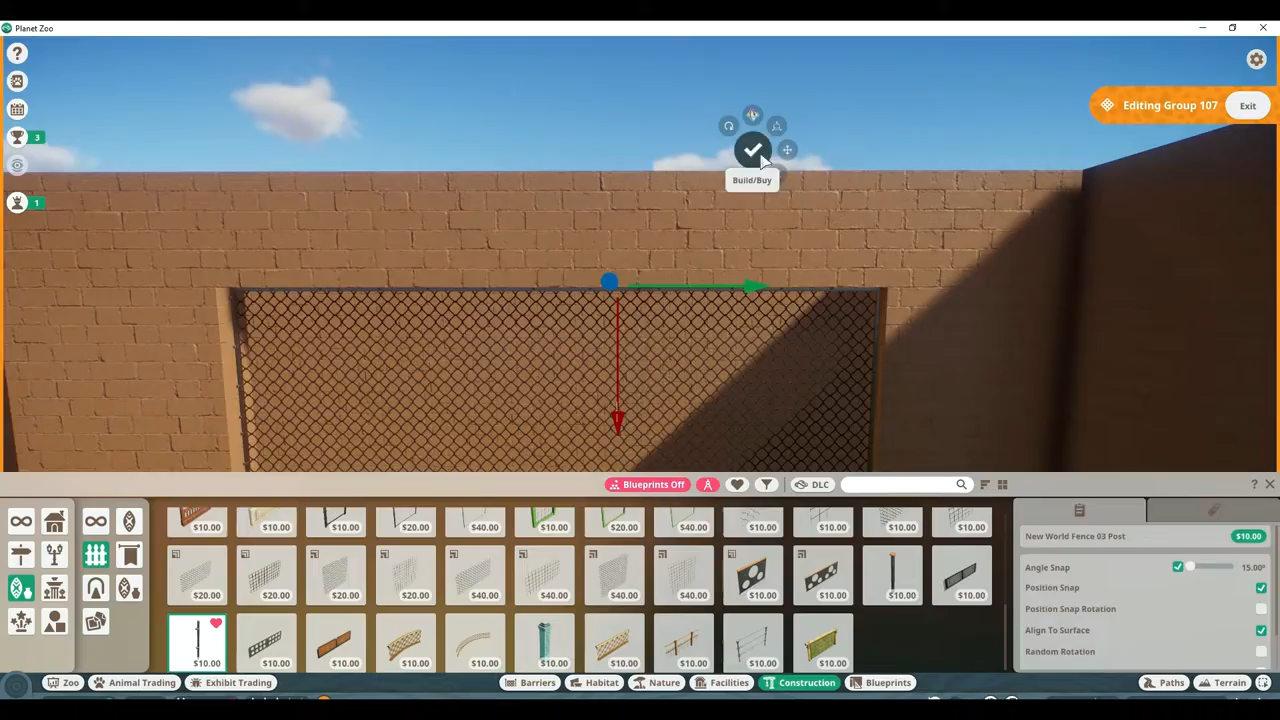 Planet Zoo
Editing Group 107
Exit
3
1
Build/Buy
Blueprints Off
DLC
?
$10.00 $10.00 $10.00 $20.00 $40.00 $10.00 $20.00 $40.00 $10.00 $10.00 $10.00 $10.00
$20.00 $20.00 $20.00 $20.00 $40.00 $40.00 $40.00 $40.00 $10.00 $10.00 $10.00 $10.00
$10.00 $10.00 $10.00 $10.00 $10.00 $10.00 $10.00 $10.00 $10.00 $10.00
New World Fence 03 Post $10.00
Angle Snap 15.00°
Position Snap
Position Snap Rotation
Align To Surface
Random Rotation
Zoo Animal Trading Exhibit Trading Barriers Habitat Nature Facilities Construction Blueprints Paths Terrain